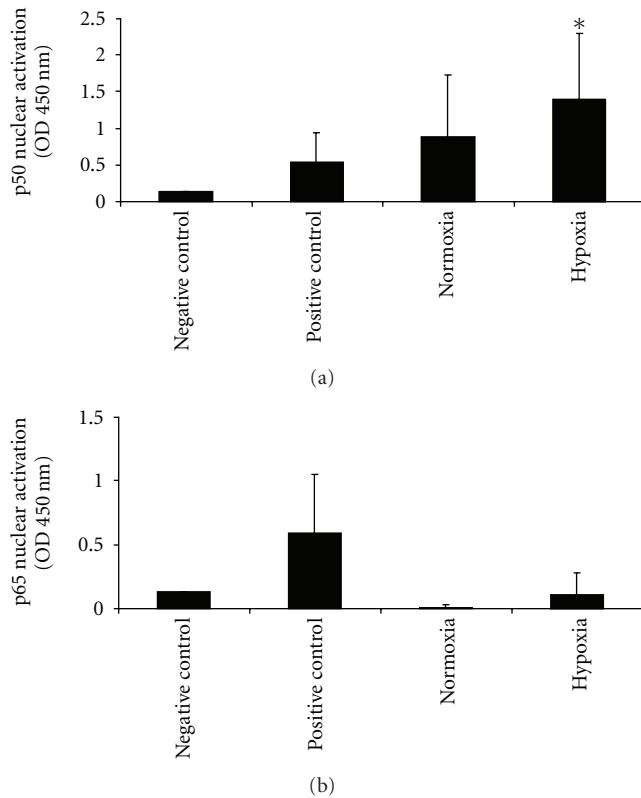 p50 nuclear activation
(OD 450 nm)
2.5
2
1.5
1
0.5
0
*
Negative control
Positive control
Normoxia
Hypoxia
(a)
p65 nuclear activation
(OD 450 nm)
1.5
1
0.5
0
Negative control
Positive control
Normoxia
Hypoxia
(b)